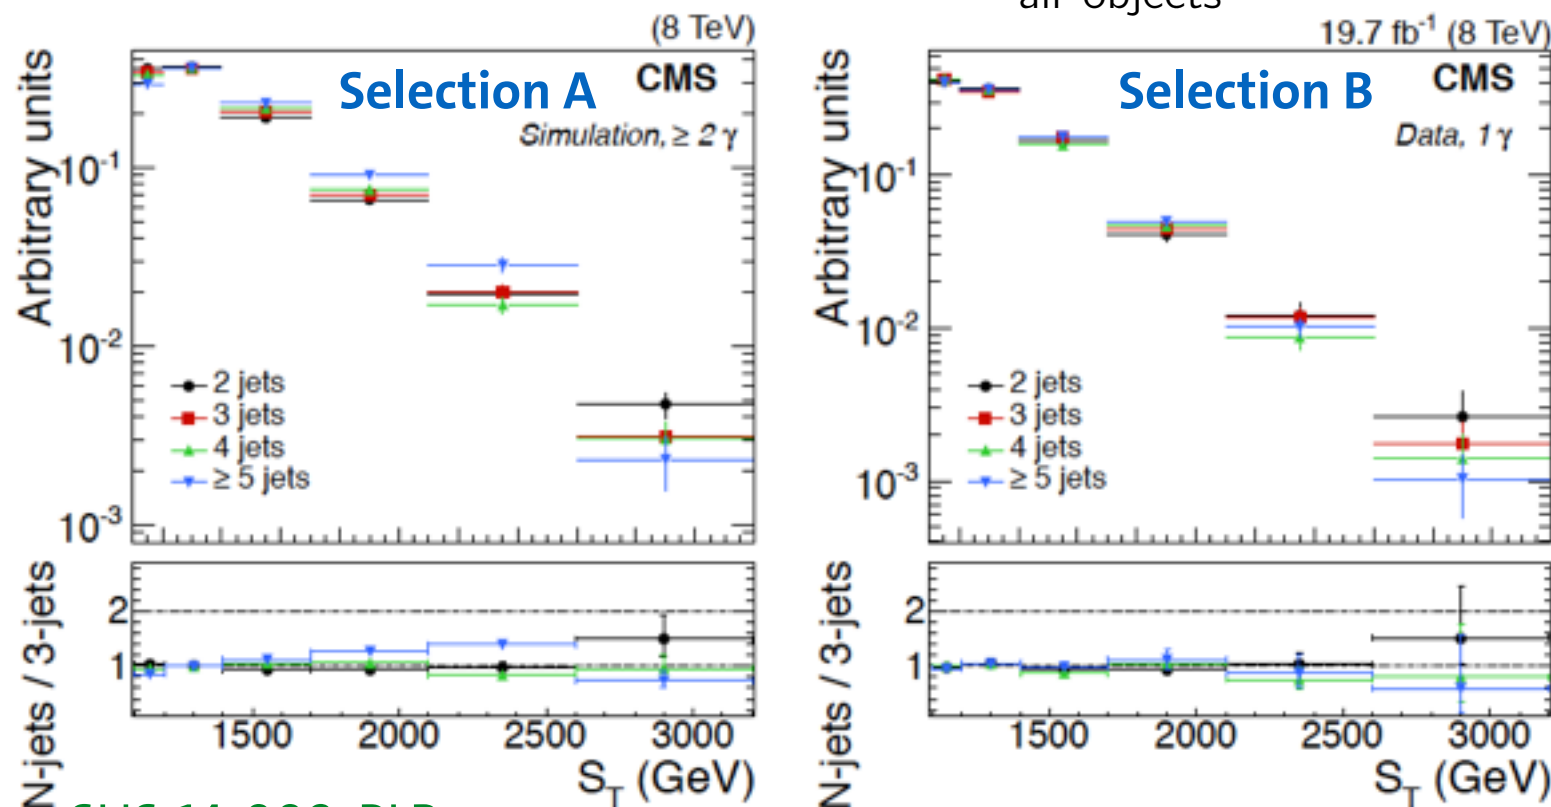 all objects
(8 TeV)
Selection A
CMS
Simulation, ≥ 2 γ
Arbitrary units
10⁻¹
10⁻²
10⁻³
2 jets
3 jets
4 jets
≥ 5 jets
N-jets / 3-jets
2
1
1500 2000 2500 3000
S_T (GeV)
19.7 fb⁻¹ (8 TeV)
Selection B
CMS
Data, 1 γ
Arbitrary units
10⁻¹
10⁻²
10⁻³
2 jets
3 jets
4 jets
≥ 5 jets
N-jets / 3-jets
2
1
1500 2000 2500 3000
S_T (GeV)